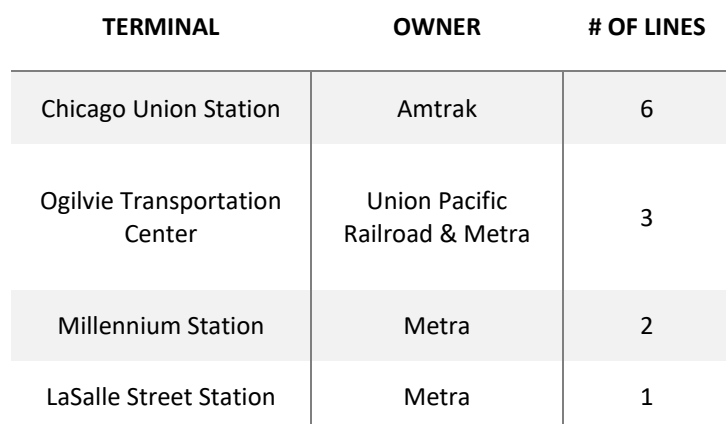 TERMINAL OWNER # OF LINES
Chicago Union Station Amtrak 6
Ogilvie Transportation Center Union Pacific Railroad & Metra 3
Millennium Station Metra 2
LaSalle Street Station Metra 1